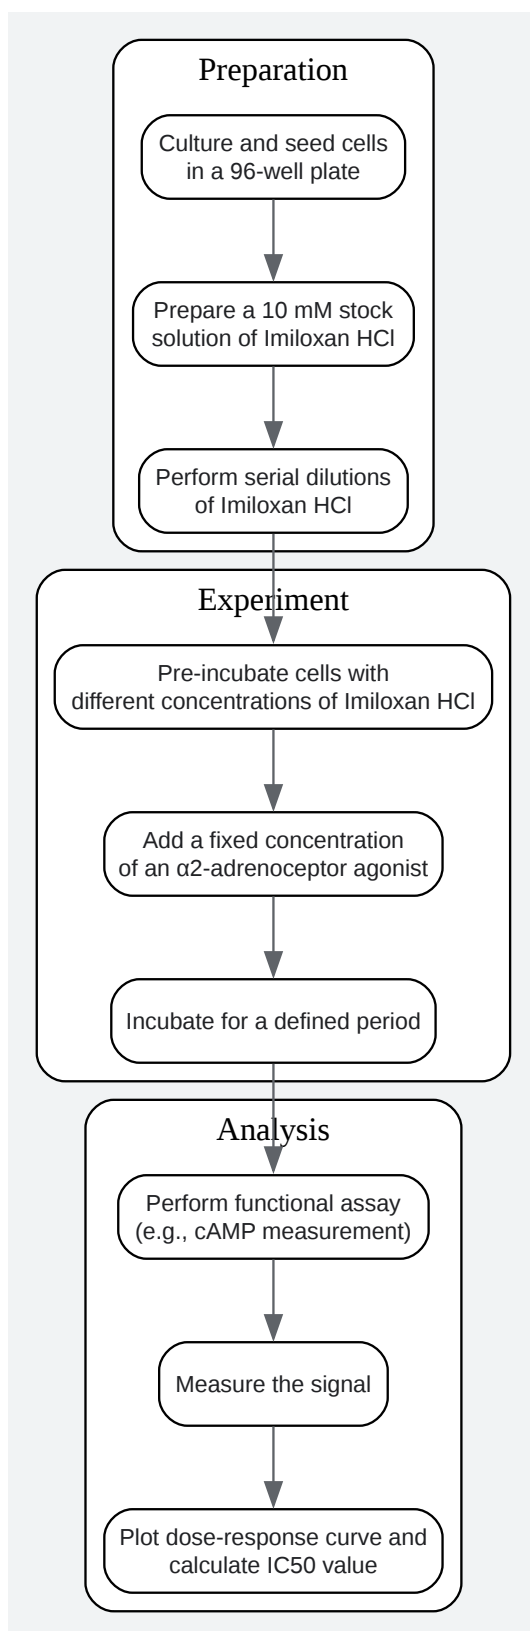 Preparation
Culture and seed cells
in a 96-well plate
Prepare a 10 mM stock
solution of Imiloxan HCl
Perform serial dilutions
of Imiloxan HCl
Experiment
Pre-incubate cells with
different concentrations of Imiloxan HCl
Add a fixed concentration
of an α2-adrenoceptor agonist
Incubate for a defined period
Analysis
Perform functional assay
(e.g., cAMP measurement)
Measure the signal
Plot dose-response curve and
calculate IC50 value